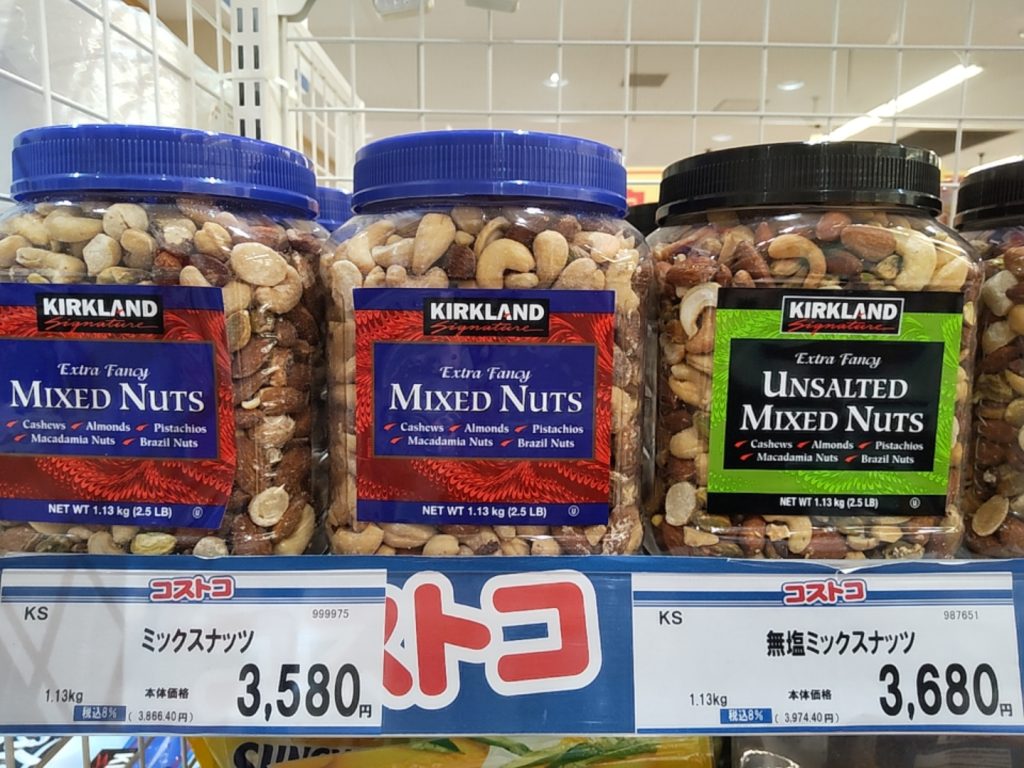 KIRKLAND
Signature
Extra Fancy
MIXED NUTS
Cashews Almonds Pistachios
Macadamia Nuts Brazil Nuts
NET WT 1.13 kg (2.5 LB)
KIRKLAND
Signature
Extra Fancy
MIXED NUTS
Cashews Almonds Pistachios
Macadamia Nuts Brazil Nuts
NET WT 1.13 kg (2.5 LB)
KIRKLAND
Signature
Extra Fancy
UNSALTED
MIXED NUTS
Cashews Almonds Pistachios
Macadamia Nuts Brazil Nuts
NET WT 1.13 kg (2.5 LB)
コストコ
KS 999975
ミックスナッツ
1.13kg 本体価格 3,580円
税込8% (3,866.40円)
ストコ
コストコ
KS 987651
無塩ミックスナッツ
1.13kg 本体価格 3,680円
税込8% (3,974.40円)